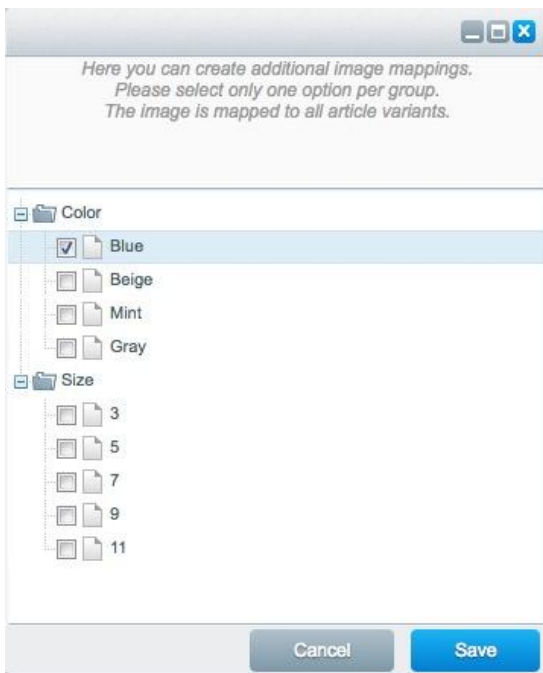 Here you can create additional image mappings.
Please select only one option per group.
The image is mapped to all article variants.
Color
Blue
Beige
Mint
Gray
Size
3
5
7
9
11
Cancel
Save